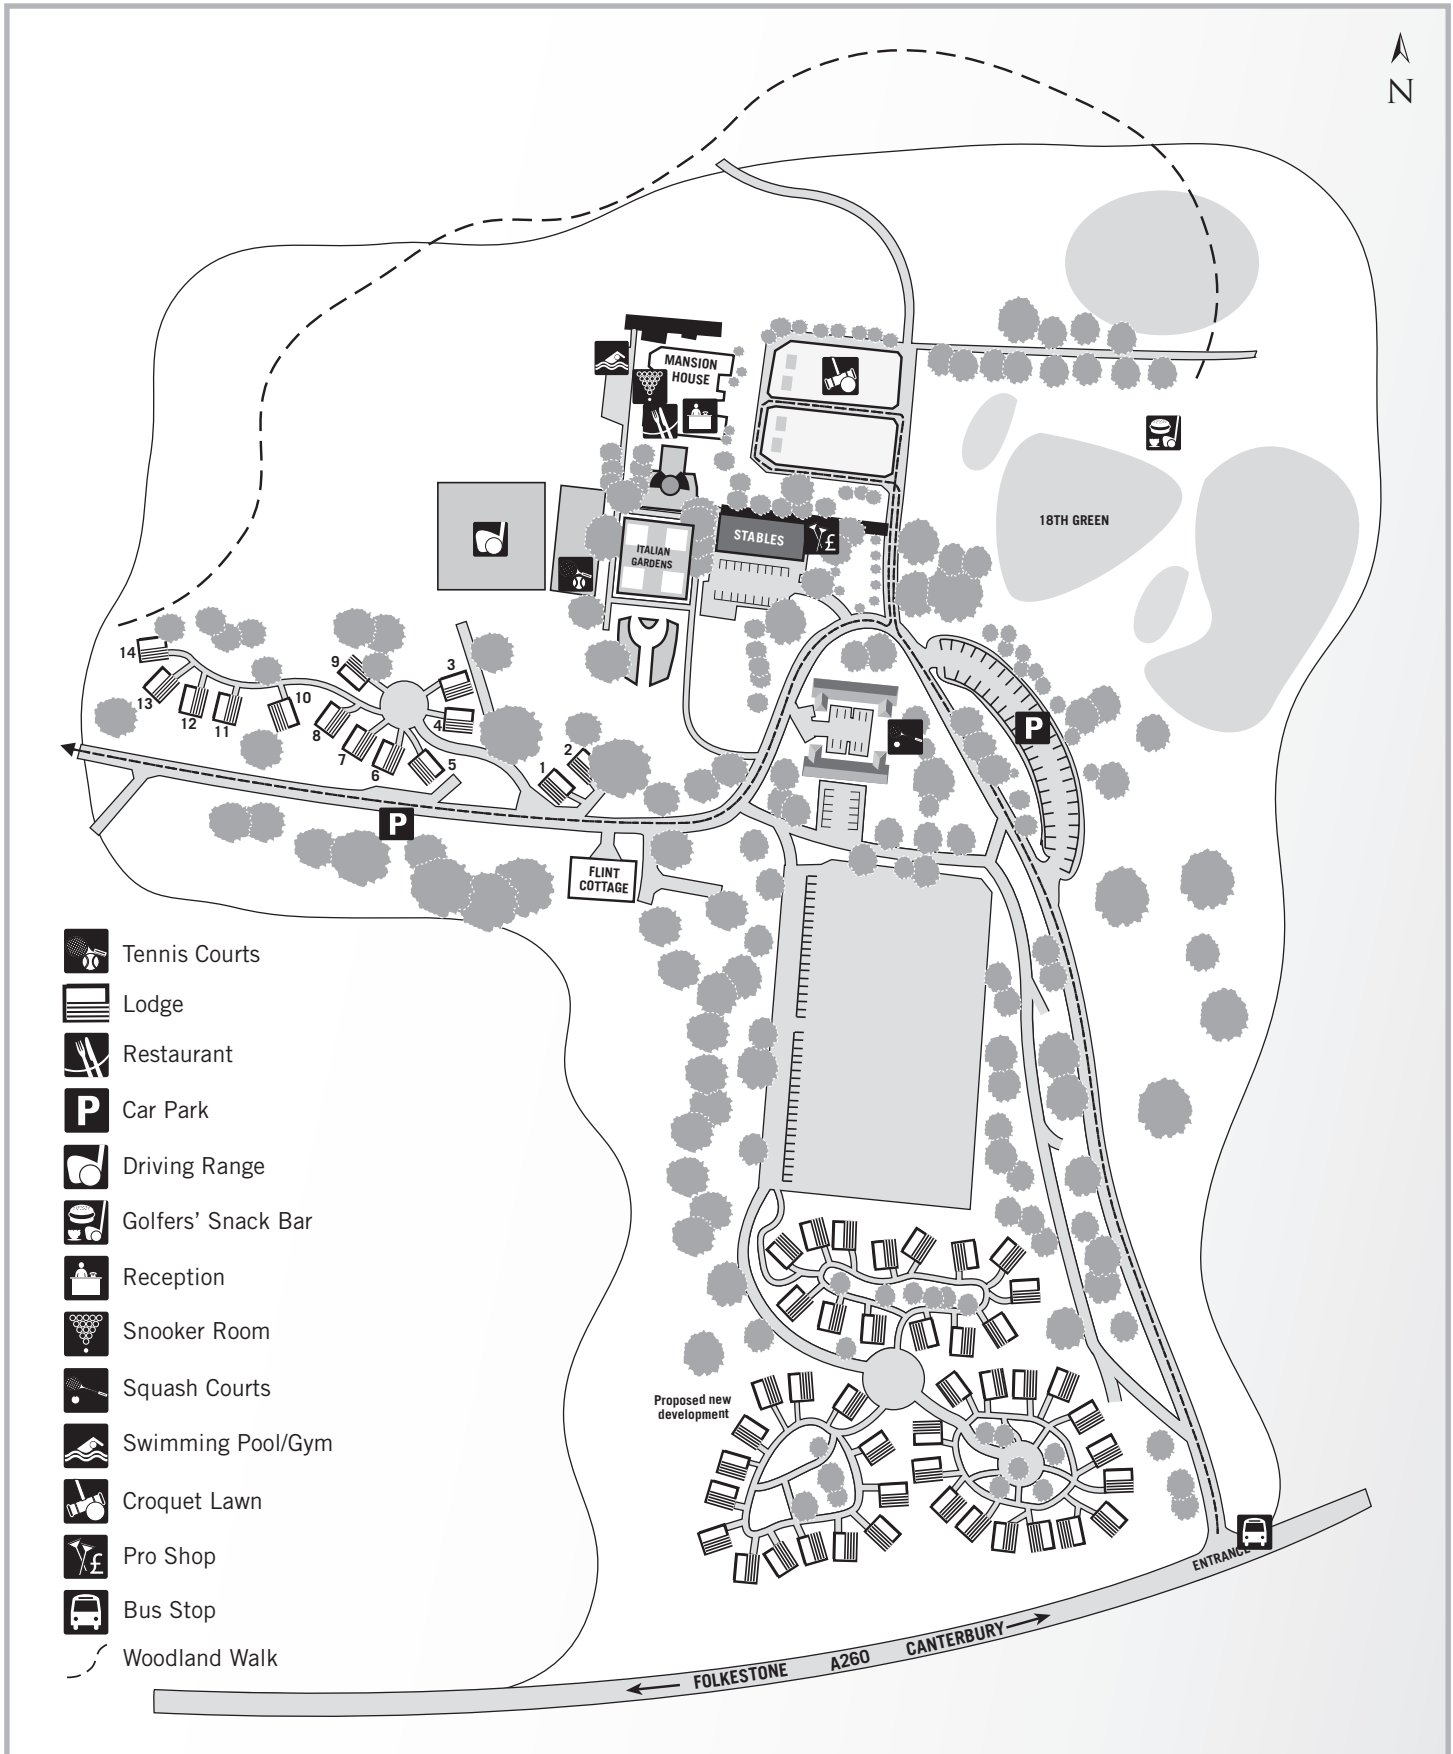 N
MANSION
HOUSE
18TH GREEN
STABLES
£
ITALIAN
GARDENS
14
13
12
11
10
9
8
7
6
5
4
3
2
1
P
P
FLINT
COTTAGE
Tennis Courts
Lodge
Restaurant
P Car Park
Driving Range
Golfers' Snack Bar
Reception
Snooker Room
Squash Courts
Swimming Pool/Gym
Croquet Lawn
£ Pro Shop
Bus Stop
Woodland Walk
Proposed new
development
ENTRANCE
FOLKESTONE A260 CANTERBURY